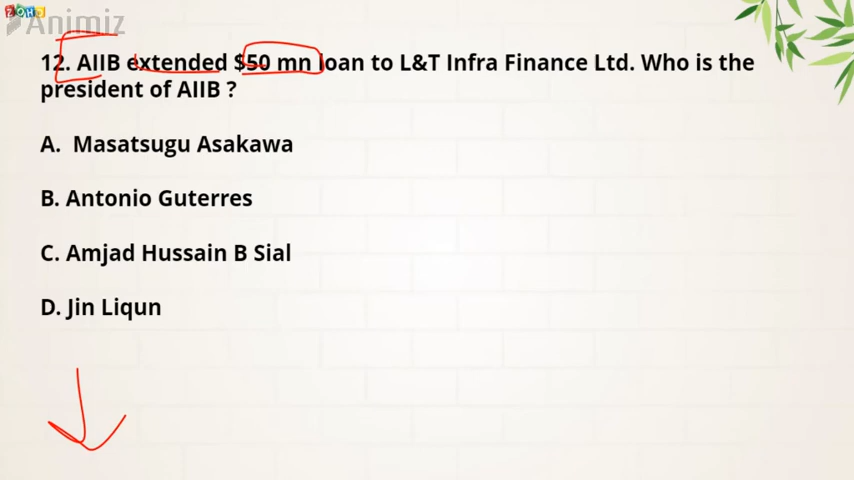 ZOHO
Animiz
12. AIIB extended $50 mn loan to L&T Infra Finance Ltd. Who is the
president of AIIB ?
A. Masatsugu Asakawa
B. Antonio Guterres
C. Amjad Hussain B Sial
D. Jin Liqun